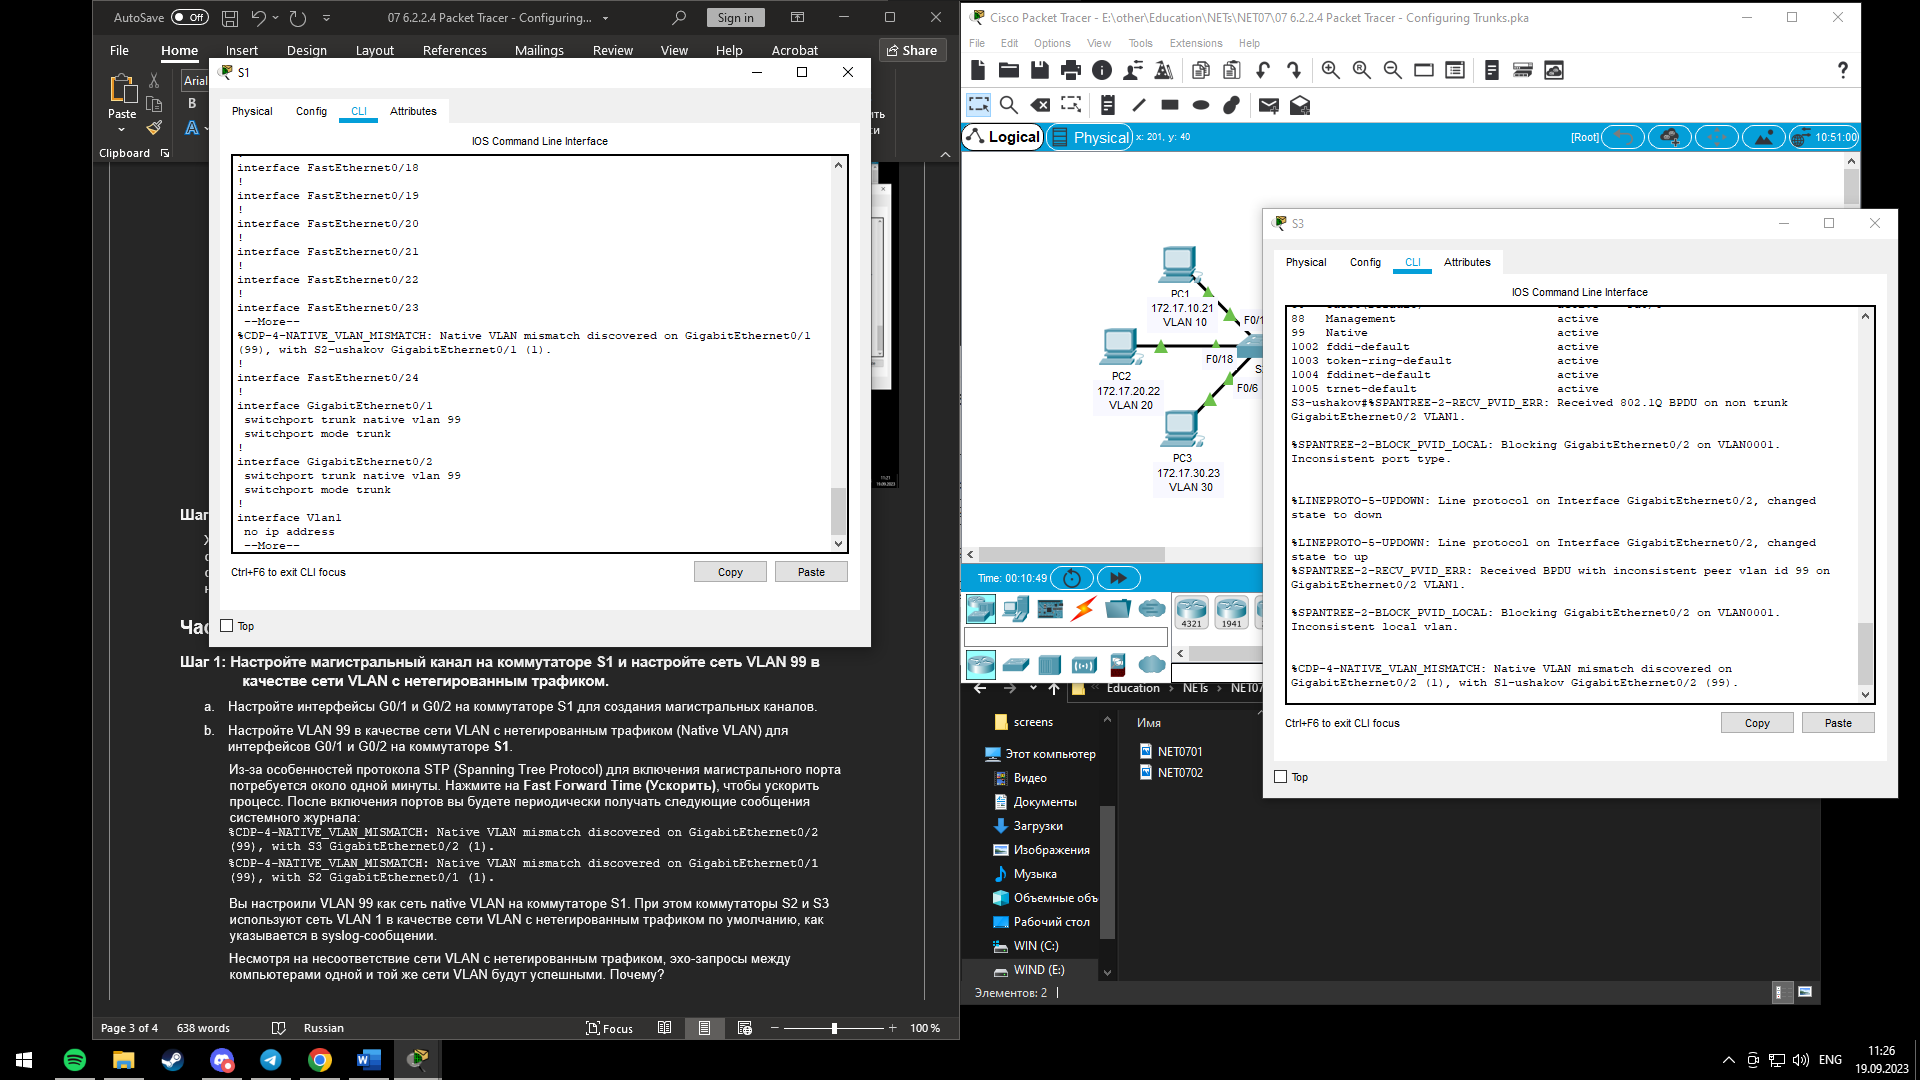 AutoSave
Off
07 6.2.2.4 Packet Tracer - Configuring...
Sign in
File
Home
Insert
Design
Layout
References
Mailings
Review
View
Help
Acrobat
Share
Paste
Arial
B
A
Clipboard
S1
Physical
Config
CLI
Attributes
IOS Command Line Interface
interface FastEthernet0/18
!
interface FastEthernet0/19
!
interface FastEthernet0/20
!
interface FastEthernet0/21
!
interface FastEthernet0/22
!
interface FastEthernet0/23
--More--
%CDP-4-NATIVE_VLAN_MISMATCH: Native VLAN mismatch discovered on GigabitEthernet0/1
(99), with S2-ushakov GigabitEthernet0/1 (1).
!
interface FastEthernet0/24
!
interface GigabitEthernet0/1
switchport trunk native vlan 99
switchport mode trunk
!
interface GigabitEthernet0/2
switchport trunk native vlan 99
switchport mode trunk
!
interface Vlan1
no ip address
--More--
Ctrl+F6 to exit CLI focus
Copy
Paste
Top
Шаг 1: Настройте магистральный канал на коммутаторе S1 и настройте сеть VLAN 99 в
качестве сети VLAN с нетегированным трафиком.
a. Настройте интерфейсы G0/1 и G0/2 на коммутаторе S1 для создания магистральных каналов.
b. Настройте VLAN 99 в качестве сети VLAN с нетегированным трафиком (Native VLAN) для
интерфейсов G0/1 и G0/2 на коммутаторе S1.
Из-за особенностей протокола STP (Spanning Tree Protocol) для включения магистрального порта
потребуется около одной минуты. Нажмите на Fast Forward Time (Ускорить), чтобы ускорить
процесс. После включения портов вы будете периодически получать следующие сообщения
системного журнала:
%CDP-4-NATIVE_VLAN_MISMATCH: Native VLAN mismatch discovered on GigabitEthernet0/2
(99), with S3 GigabitEthernet0/2 (1).
%CDP-4-NATIVE_VLAN_MISMATCH: Native VLAN mismatch discovered on GigabitEthernet0/1
(99), with S2 GigabitEthernet0/1 (1).
Вы настроили VLAN 99 как сеть native VLAN на коммутаторе S1. При этом коммутаторы S2 и S3
используют сеть VLAN 1 в качестве сети VLAN с нетегированным трафиком по умолчанию, как
указывается в syslog-сообщении.
Несмотря на несоответствие сети VLAN с нетегированным трафиком, эхо-запросы между
компьютерами одной и той же сети VLAN будут успешными. Почему?
Page 3 of 4
638 words
Russian
Focus
100 %
Cisco Packet Tracer - E:\other\Education\NETs\NET07\07 6.2.2.4 Packet Tracer - Configuring Trunks.pka
File
Edit
Options
View
Tools
Extensions
Help
Logical
Physical
x: 201, y: 40
[Root]
10:51:00
PC1
172.17.10.21
VLAN 10
PC2
172.17.20.22
VLAN 20
PC3
172.17.30.23
VLAN 30
F0/1
F0/18
F0/6
S
Time: 00:10:49
4321
1941
S3
Physical
Config
CLI
Attributes
IOS Command Line Interface
88 Management active
99 Native active
1002 fddi-default active
1003 token-ring-default active
1004 fddinet-default active
1005 trnet-default active
S3-ushakov#%SPANTREE-2-RECV_PVID_ERR: Received 802.1Q BPDU on non trunk
GigabitEthernet0/2 VLAN1.
%SPANTREE-2-BLOCK_PVID_LOCAL: Blocking GigabitEthernet0/2 on VLAN0001.
Inconsistent port type.
%LINEPROTO-5-UPDOWN: Line protocol on Interface GigabitEthernet0/2, changed
state to down
%LINEPROTO-5-UPDOWN: Line protocol on Interface GigabitEthernet0/2, changed
state to up
%SPANTREE-2-RECV_PVID_ERR: Received BPDU with inconsistent peer vlan id 99 on
GigabitEthernet0/2 VLAN1.
%SPANTREE-2-BLOCK_PVID_LOCAL: Blocking GigabitEthernet0/2 on VLAN0001.
Inconsistent local vlan.
%CDP-4-NATIVE_VLAN_MISMATCH: Native VLAN mismatch discovered on
GigabitEthernet0/2 (1), with S1-ushakov GigabitEthernet0/2 (99).
Ctrl+F6 to exit CLI focus
Copy
Paste
Top
Education
NETs
NET07
screens
Этот компьютер
Видео
Документы
Загрузки
Изображения
Музыка
Объемные объ
Рабочий стол
WIN (C:)
WIND (E:)
Имя
NET0701
NET0702
Элементов: 2
ENG
11:26
19.09.2023